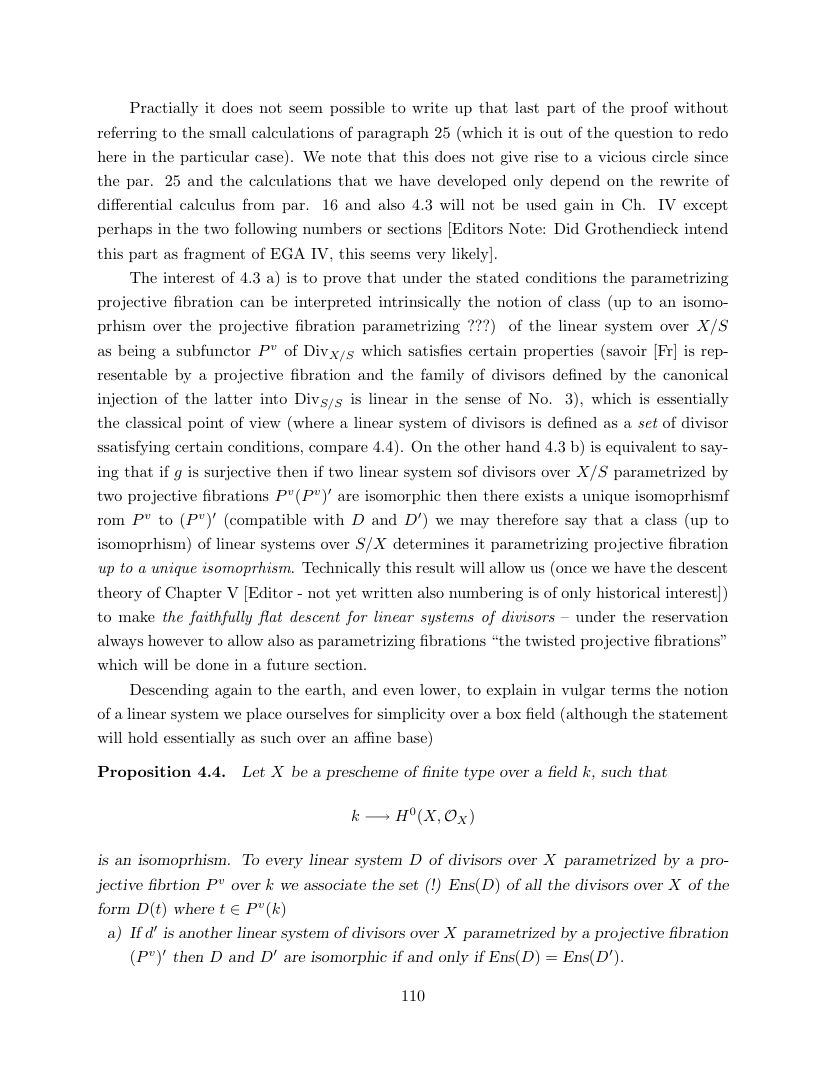 Practially it does not seem possible to write up that last part of the proof without
referring to the small calculations of paragraph 25 (which it is out of the question to redo
here in the particular case). We note that this does not give rise to a vicious circle since
the par. 25 and the calculations that we have developed only depend on the rewrite of
differential calculus from par. 16 and also 4.3 will not be used gain in Ch. IV except
perhaps in the two following numbers or sections [Editors Note: Did Grothendieck intend
this part as fragment of EGA IV, this seems very likely].
The interest of 4.3 a) is to prove that under the stated conditions the parametrizing
projective fibration can be interpreted intrinsically the notion of class (up to an isomo-
prhism over the projective fibration parametrizing ???) of the linear system over X/S
as being a subfunctor Pᵛ of Div_{X/S} which satisfies certain properties (savoir [Fr] is rep-
resentable by a projective fibration and the family of divisors defined by the canonical
injection of the latter into Div_{S/S} is linear in the sense of No. 3), which is essentially
the classical point of view (where a linear system of divisors is defined as a set of divisor
ssatisfying certain conditions, compare 4.4). On the other hand 4.3 b) is equivalent to say-
ing that if g is surjective then if two linear system sof divisors over X/S parametrized by
two projective fibrations Pᵛ(Pᵛ)′ are isomorphic then there exists a unique isomoprhismf
rom Pᵛ to (Pᵛ)′ (compatible with D and D′) we may therefore say that a class (up to
isomoprhism) of linear systems over S/X determines it parametrizing projective fibration
up to a unique isomoprhism. Technically this result will allow us (once we have the descent
theory of Chapter V [Editor - not yet written also numbering is of only historical interest])
to make the faithfully flat descent for linear systems of divisors – under the reservation
always however to allow also as parametrizing fibrations “the twisted projective fibrations”
which will be done in a future section.
Descending again to the earth, and even lower, to explain in vulgar terms the notion
of a linear system we place ourselves for simplicity over a box field (although the statement
will hold essentially as such over an affine base)
Proposition 4.4. Let X be a prescheme of finite type over a field k, such that
k ⟶ H⁰(X, 𝒪_X)
is an isomoprhism. To every linear system D of divisors over X parametrized by a pro-
jective fibrtion Pᵛ over k we associate the set (!) Ens(D) of all the divisors over X of the
form D(t) where t ∈ Pᵛ(k)
a) If d′ is another linear system of divisors over X parametrized by a projective fibration
(Pᵛ)′ then D and D′ are isomorphic if and only if Ens(D) = Ens(D′).
110